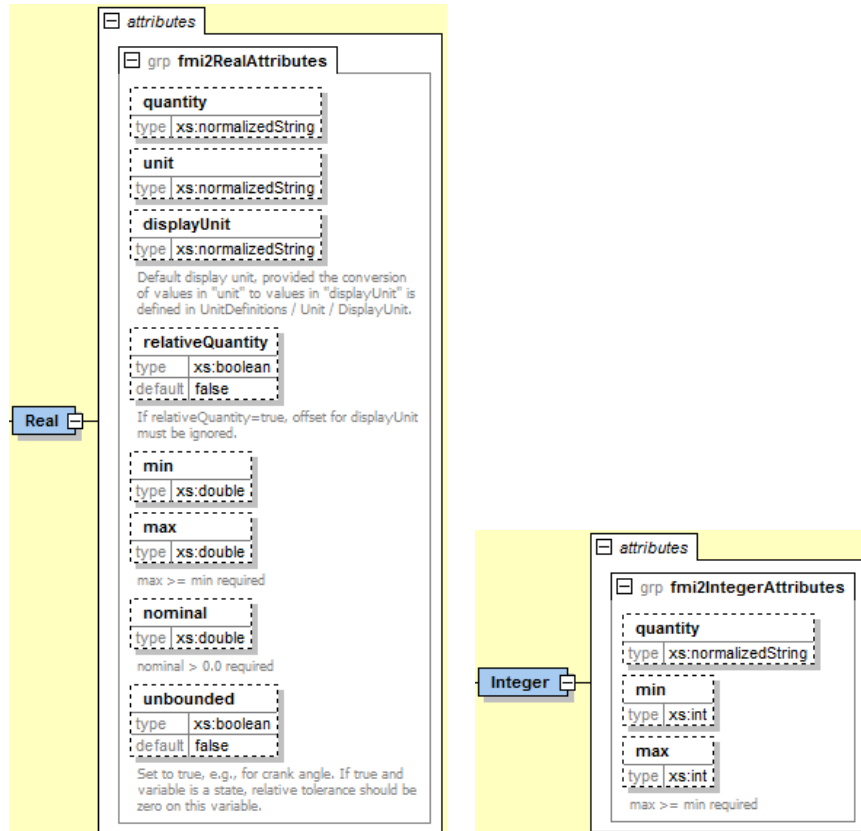 attributes
grp fmi2RealAttributes
quantity
type xs:normalizedString
unit
type xs:normalizedString
displayUnit
type xs:normalizedString
Default display unit, provided the conversion
of values in "unit" to values in "displayUnit" is
defined in UnitDefinitions / Unit / DisplayUnit.
relativeQuantity
type xs:boolean
default false
If relativeQuantity=true, offset for displayUnit
must be ignored.
Real
min
type xs:double
max
type xs:double
max >= min required
nominal
type xs:double
nominal > 0.0 required
unbounded
type xs:boolean
default false
Set to true, e.g., for crank angle. If true and
variable is a state, relative tolerance should be
zero on this variable.
attributes
grp fmi2IntegerAttributes
quantity
type xs:normalizedString
Integer
min
type xs:int
max
type xs:int
max >= min required